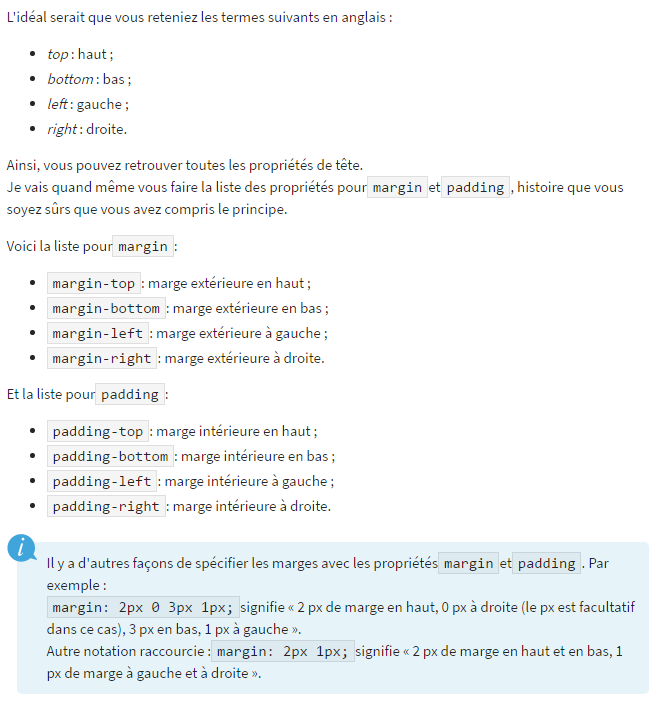 L'idéal serait que vous reteniez les termes suivants en anglais :
top : haut ;
bottom : bas ;
left : gauche ;
right : droite.
Ainsi, vous pouvez retrouver toutes les propriétés de tête.
Je vais quand même vous faire la liste des propriétés pour margin et padding , histoire que vous
soyez sûrs que vous avez compris le principe.
Voici la liste pour margin :
margin-top : marge extérieure en haut ;
margin-bottom : marge extérieure en bas ;
margin-left : marge extérieure à gauche ;
margin-right : marge extérieure à droite.
Et la liste pour padding :
padding-top : marge intérieure en haut ;
padding-bottom : marge intérieure en bas ;
padding-left : marge intérieure à gauche ;
padding-right : marge intérieure à droite.
i
Il y a d'autres façons de spécifier les marges avec les propriétés margin et padding . Par
exemple :
margin: 2px 0 3px 1px; signifie « 2 px de marge en haut, 0 px à droite (le px est facultatif
dans ce cas), 3 px en bas, 1 px à gauche ».
Autre notation raccourcie : margin: 2px 1px; signifie « 2 px de marge en haut et en bas, 1
px de marge à gauche et à droite ».